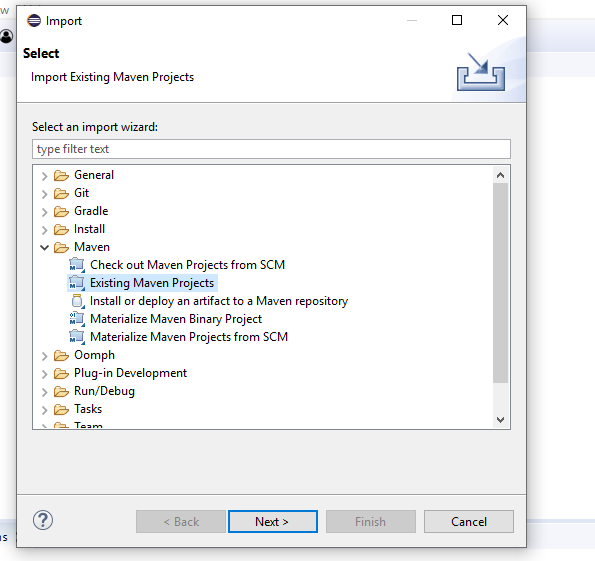 w
Import
Select
Import Existing Maven Projects
Select an import wizard:
type filter text
General
Git
Gradle
Install
Maven
Check out Maven Projects from SCM
Existing Maven Projects
Install or deploy an artifact to a Maven repository
Materialize Maven Binary Project
Materialize Maven Projects from SCM
Oomph
Plug-in Development
Run/Debug
Tasks
Team
?
< Back Next > Finish Cancel
ns